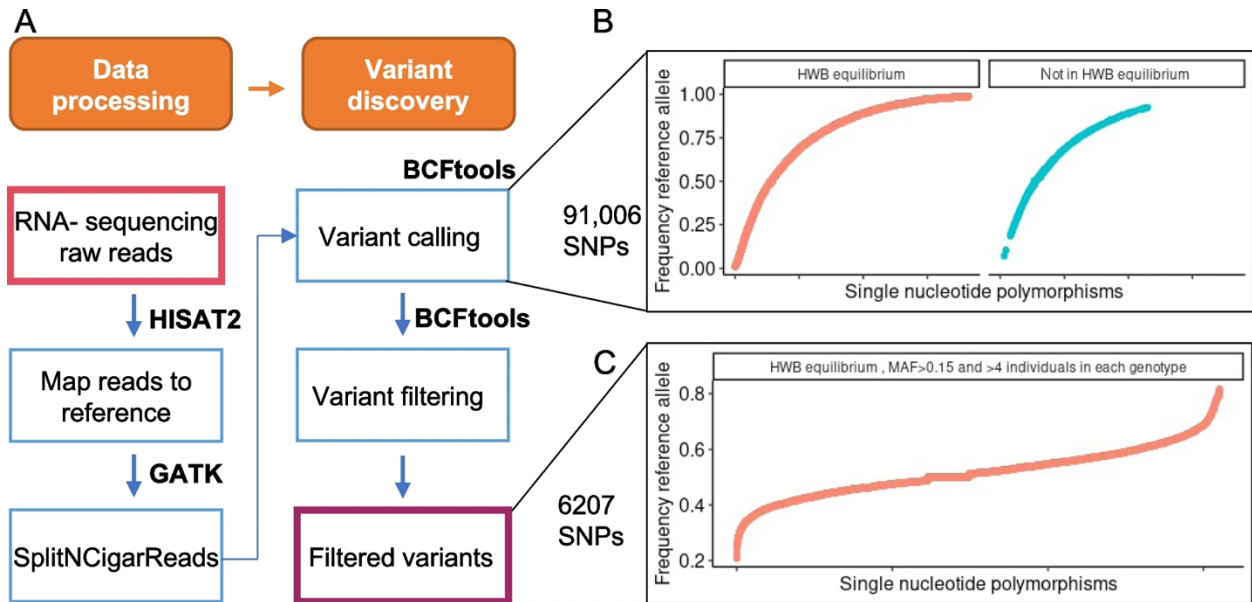 A
Data
processing
Variant
discovery
RNA- sequencing
raw reads
HISAT2
Map reads to
reference
GATK
SplitNCigarReads
BCFtools
Variant calling
BCFtools
Variant filtering
Filtered variants
B
91,006
SNPs
HWB equilibrium
Not in HWB equilibrium
Frequency reference allele
1.00
0.75
0.50
0.25
0.00
Single nucleotide polymorphisms
C
6207
SNPs
HWB equilibrium , MAF>0.15 and >4 individuals in each genotype
Frequency reference allele
0.8
0.6
0.4
0.2
Single nucleotide polymorphisms